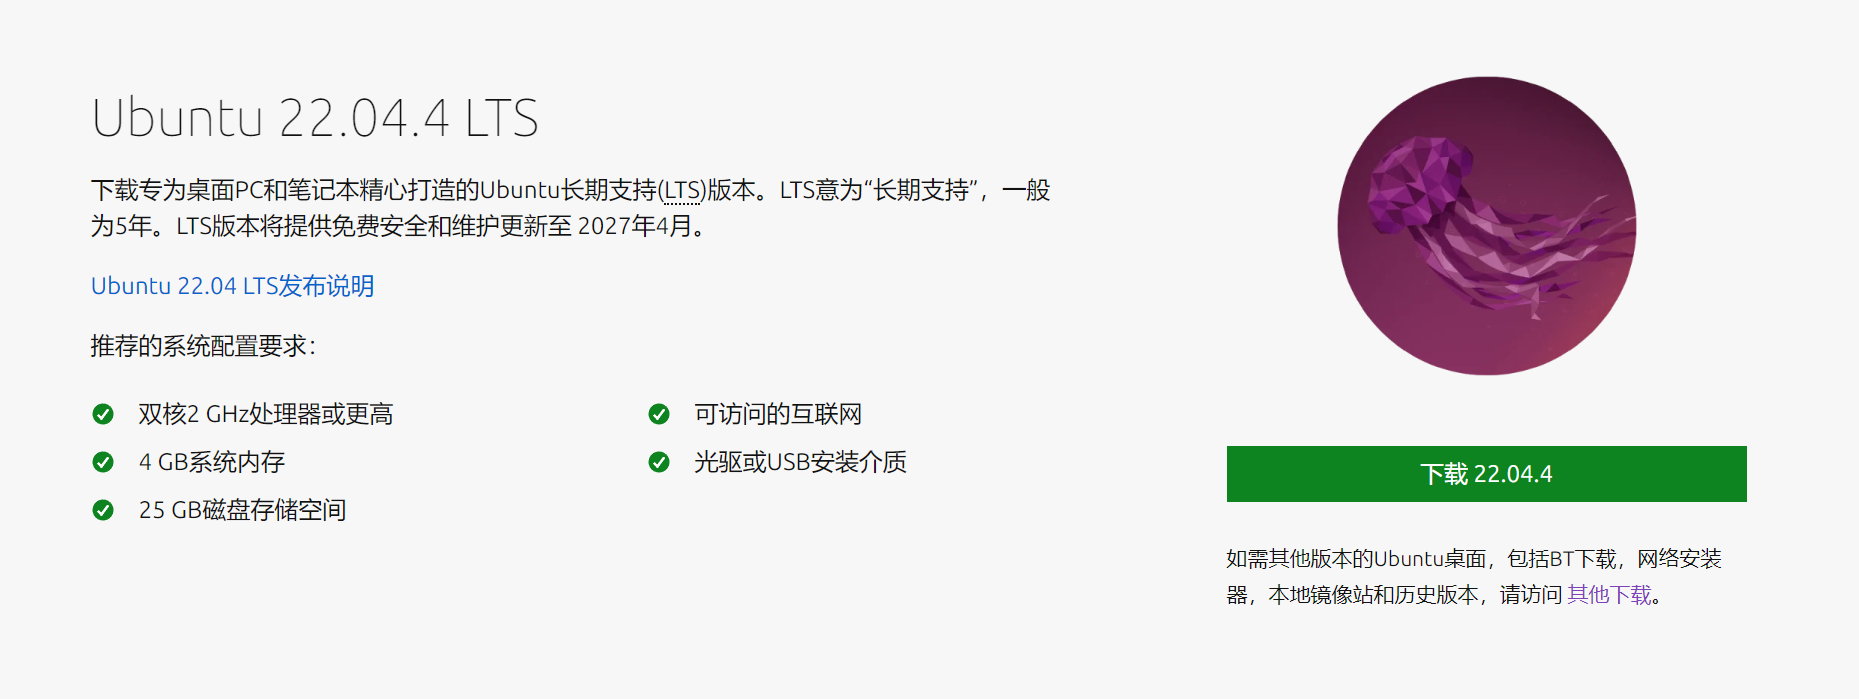 Ubuntu 22.04.4 LTS
下载专为桌面PC和笔记本精心打造的Ubuntu长期支持(LTS)版本。LTS意为“长期支持”，一般
为5年。LTS版本将提供免费安全和维护更新至 2027年4月。
Ubuntu 22.04 LTS发布说明
推荐的系统配置要求：
双核2 GHz处理器或更高
4 GB系统内存
25 GB磁盘存储空间
可访问的互联网
光驱或USB安装介质
下载 22.04.4
如需其他版本的Ubuntu桌面，包括BT下载，网络安装
器，本地镜像站和历史版本，请访问 其他下载。